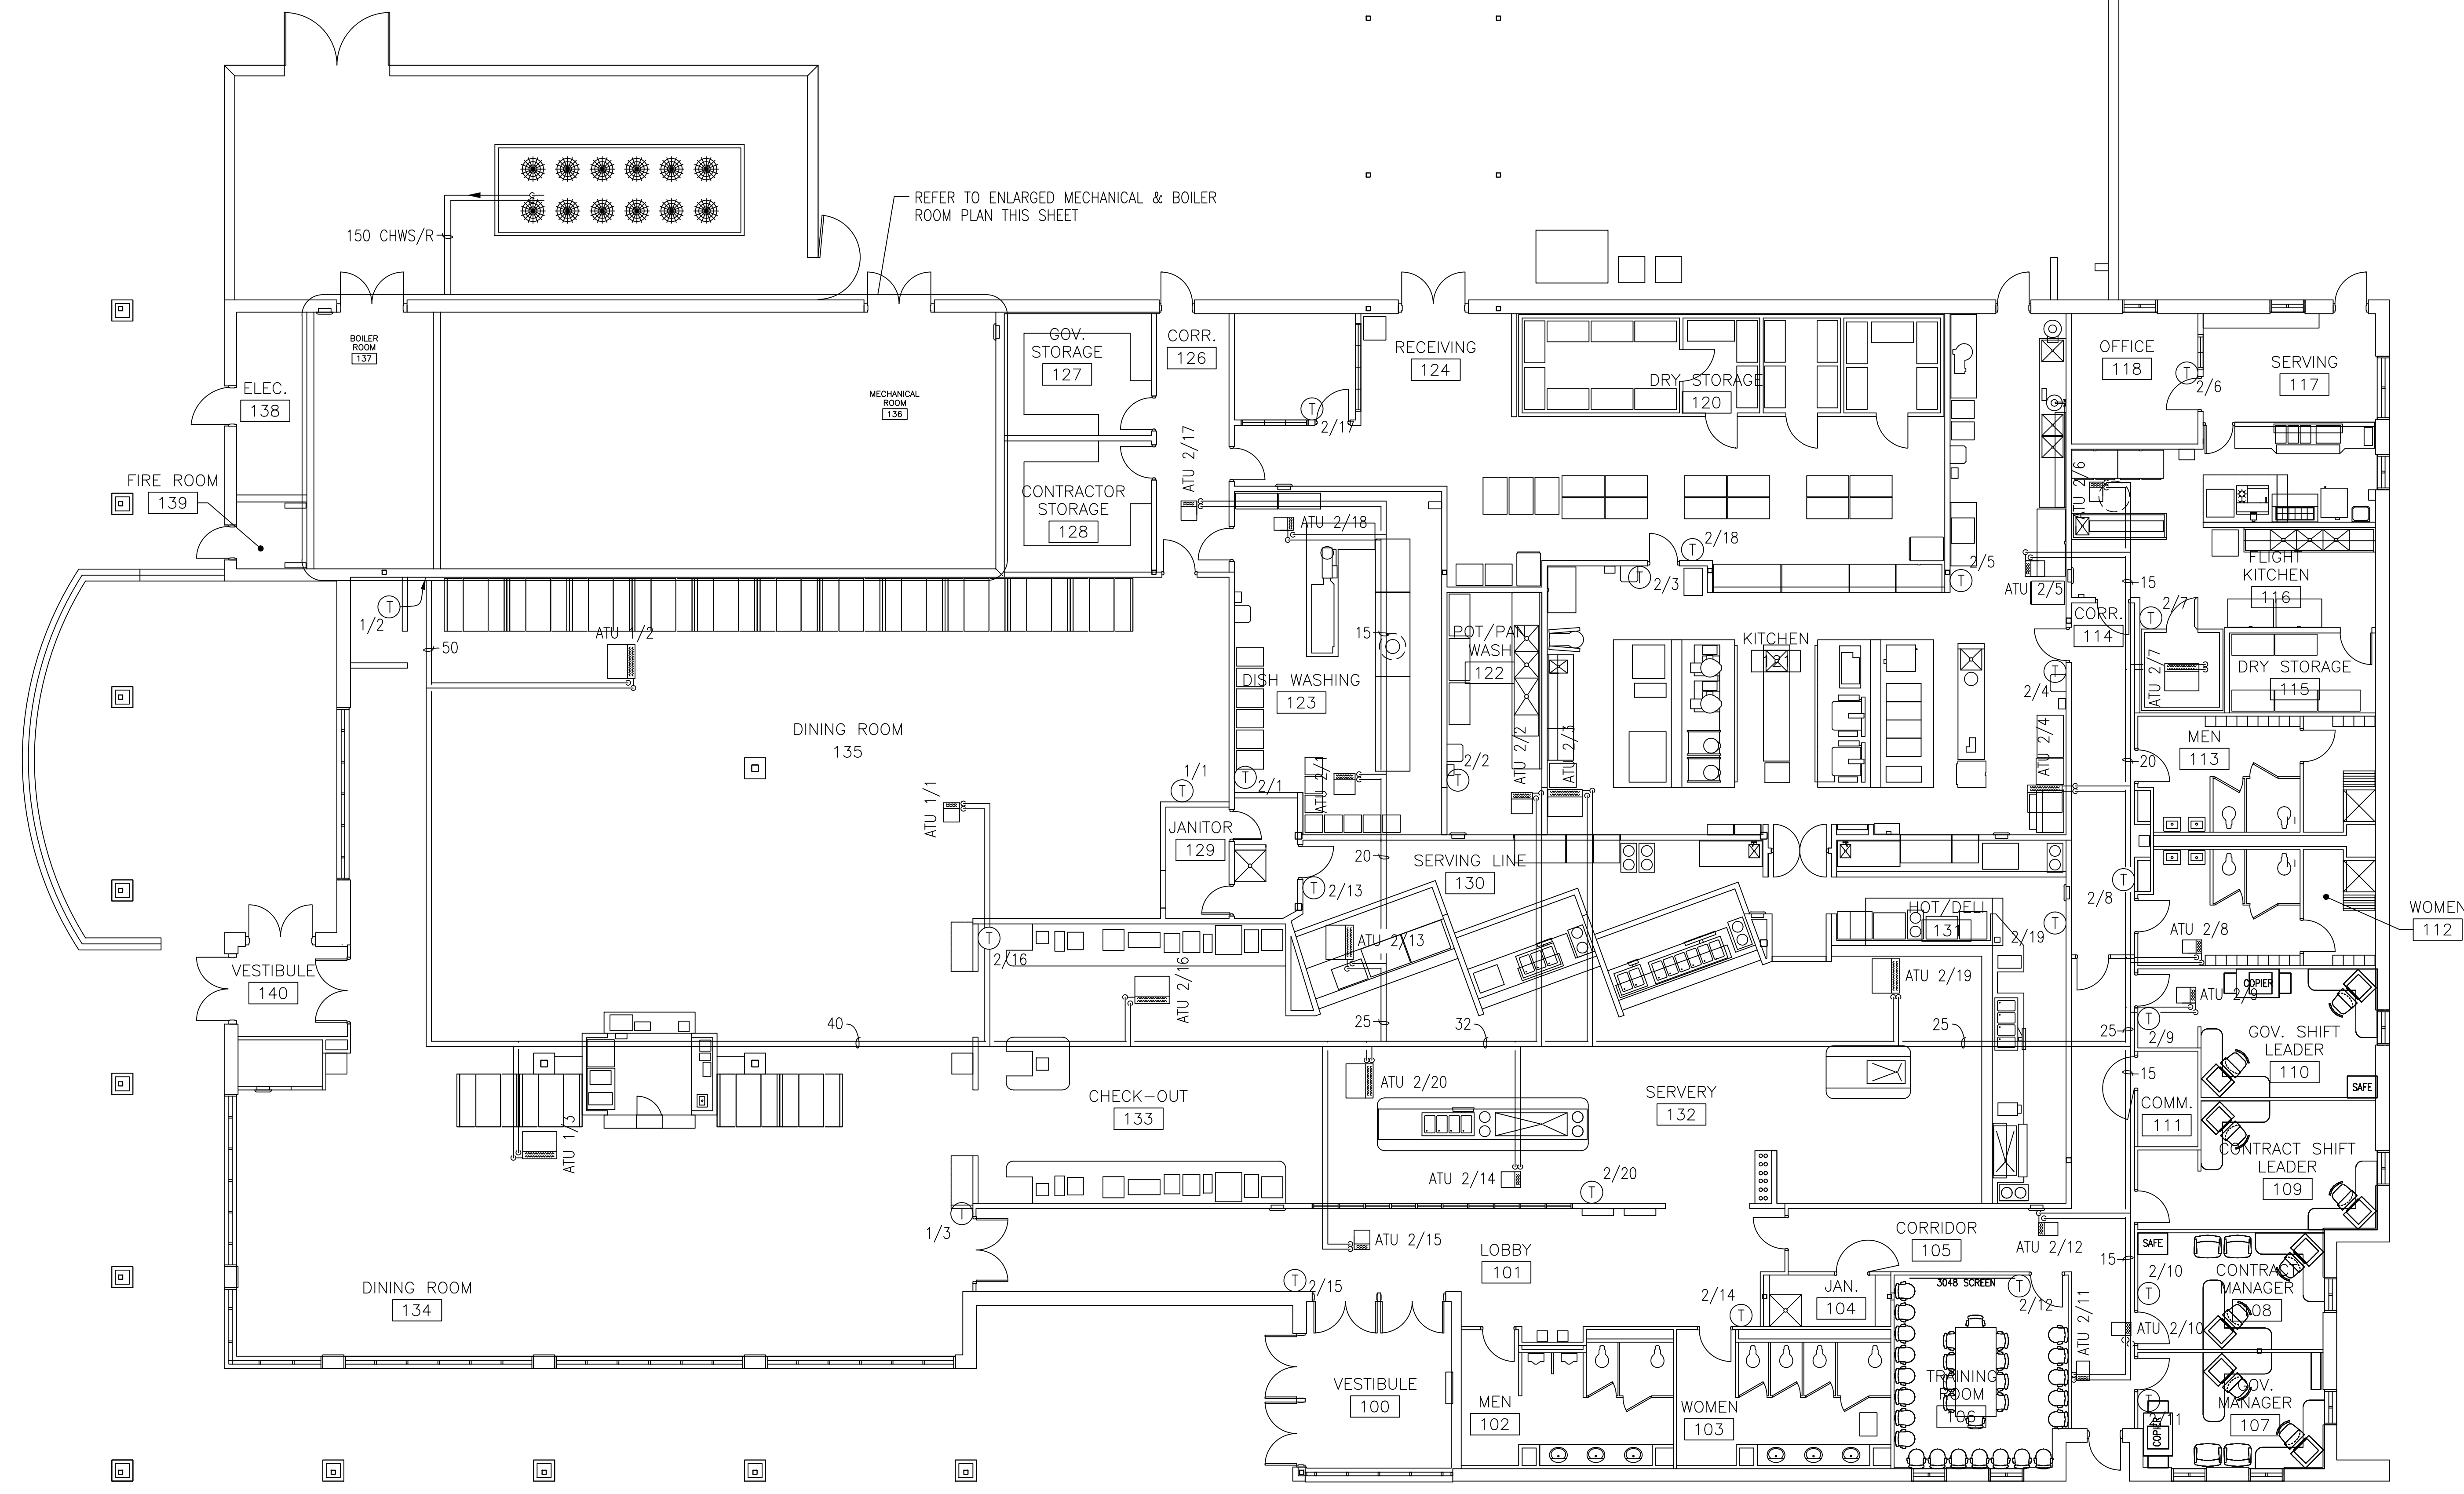 REFER TO ENLARGED MECHANICAL & BOILER
ROOM PLAN THIS SHEET
150 CHWS/R
BOILER
ROOM
137
MECHANICAL
ROOM
136
ELEC.
138
FIRE ROOM
139
GOV.
STORAGE
127
CONTRACTOR
STORAGE
128
CORR.
126
ATU 2/17
T
2/17
RECEIVING
124
DRY STORAGE
120
OFFICE
118
T
2/6
SERVING
117
ATU 2/6
ATU 2/18
T
2/18
T
2/3
T
2/5
ATU 2/5
15
FLIGHT
KITCHEN
116
CORR.
114
T
2/7
ATU 2/7
DRY STORAGE
115
T
1/2
50
ATU 1/2
15
DISH WASHING
123
POT/PAN
WASH
122
KITCHEN
T
2/4
ATU 2/4
MEN
113
20
DINING ROOM
135
ATU 1/1
1/1
T
T
2/1
ATU 2/1
2/2
T
ATU 2/2
ATU 2/3
JANITOR
129
20
SERVING LINE
130
T
2/13
ATU 2/13
T
2/16
ATU 2/16
HOT/DELI
131
T
2/19
ATU 2/19
T
2/8
ATU 2/8
WOMEN
112
VESTIBULE
140
COPIER
ATU 2/9
T
2/9
GOV. SHIFT
LEADER
110
SAFE
40
25
32
25
25
15
ATU 1/3
CHECK-OUT
133
ATU 2/20
SERVERY
132
COMM.
111
CONTRACT SHIFT
LEADER
109
ATU 2/14
2/20
T
T
1/3
ATU 2/15
LOBBY
101
CORRIDOR
105
ATU 2/12
15
SAFE
2/10
T
CONTRACT
MANAGER
108
DINING ROOM
134
T
2/15
2/14
T
JAN.
104
3048 SCREEN
T
2/12
ATU 2/11
ATU 2/10
VESTIBULE
100
MEN
102
WOMEN
103
TRAINING
ROOM
106
T
2/11
COPIER
GOV.
MANAGER
107